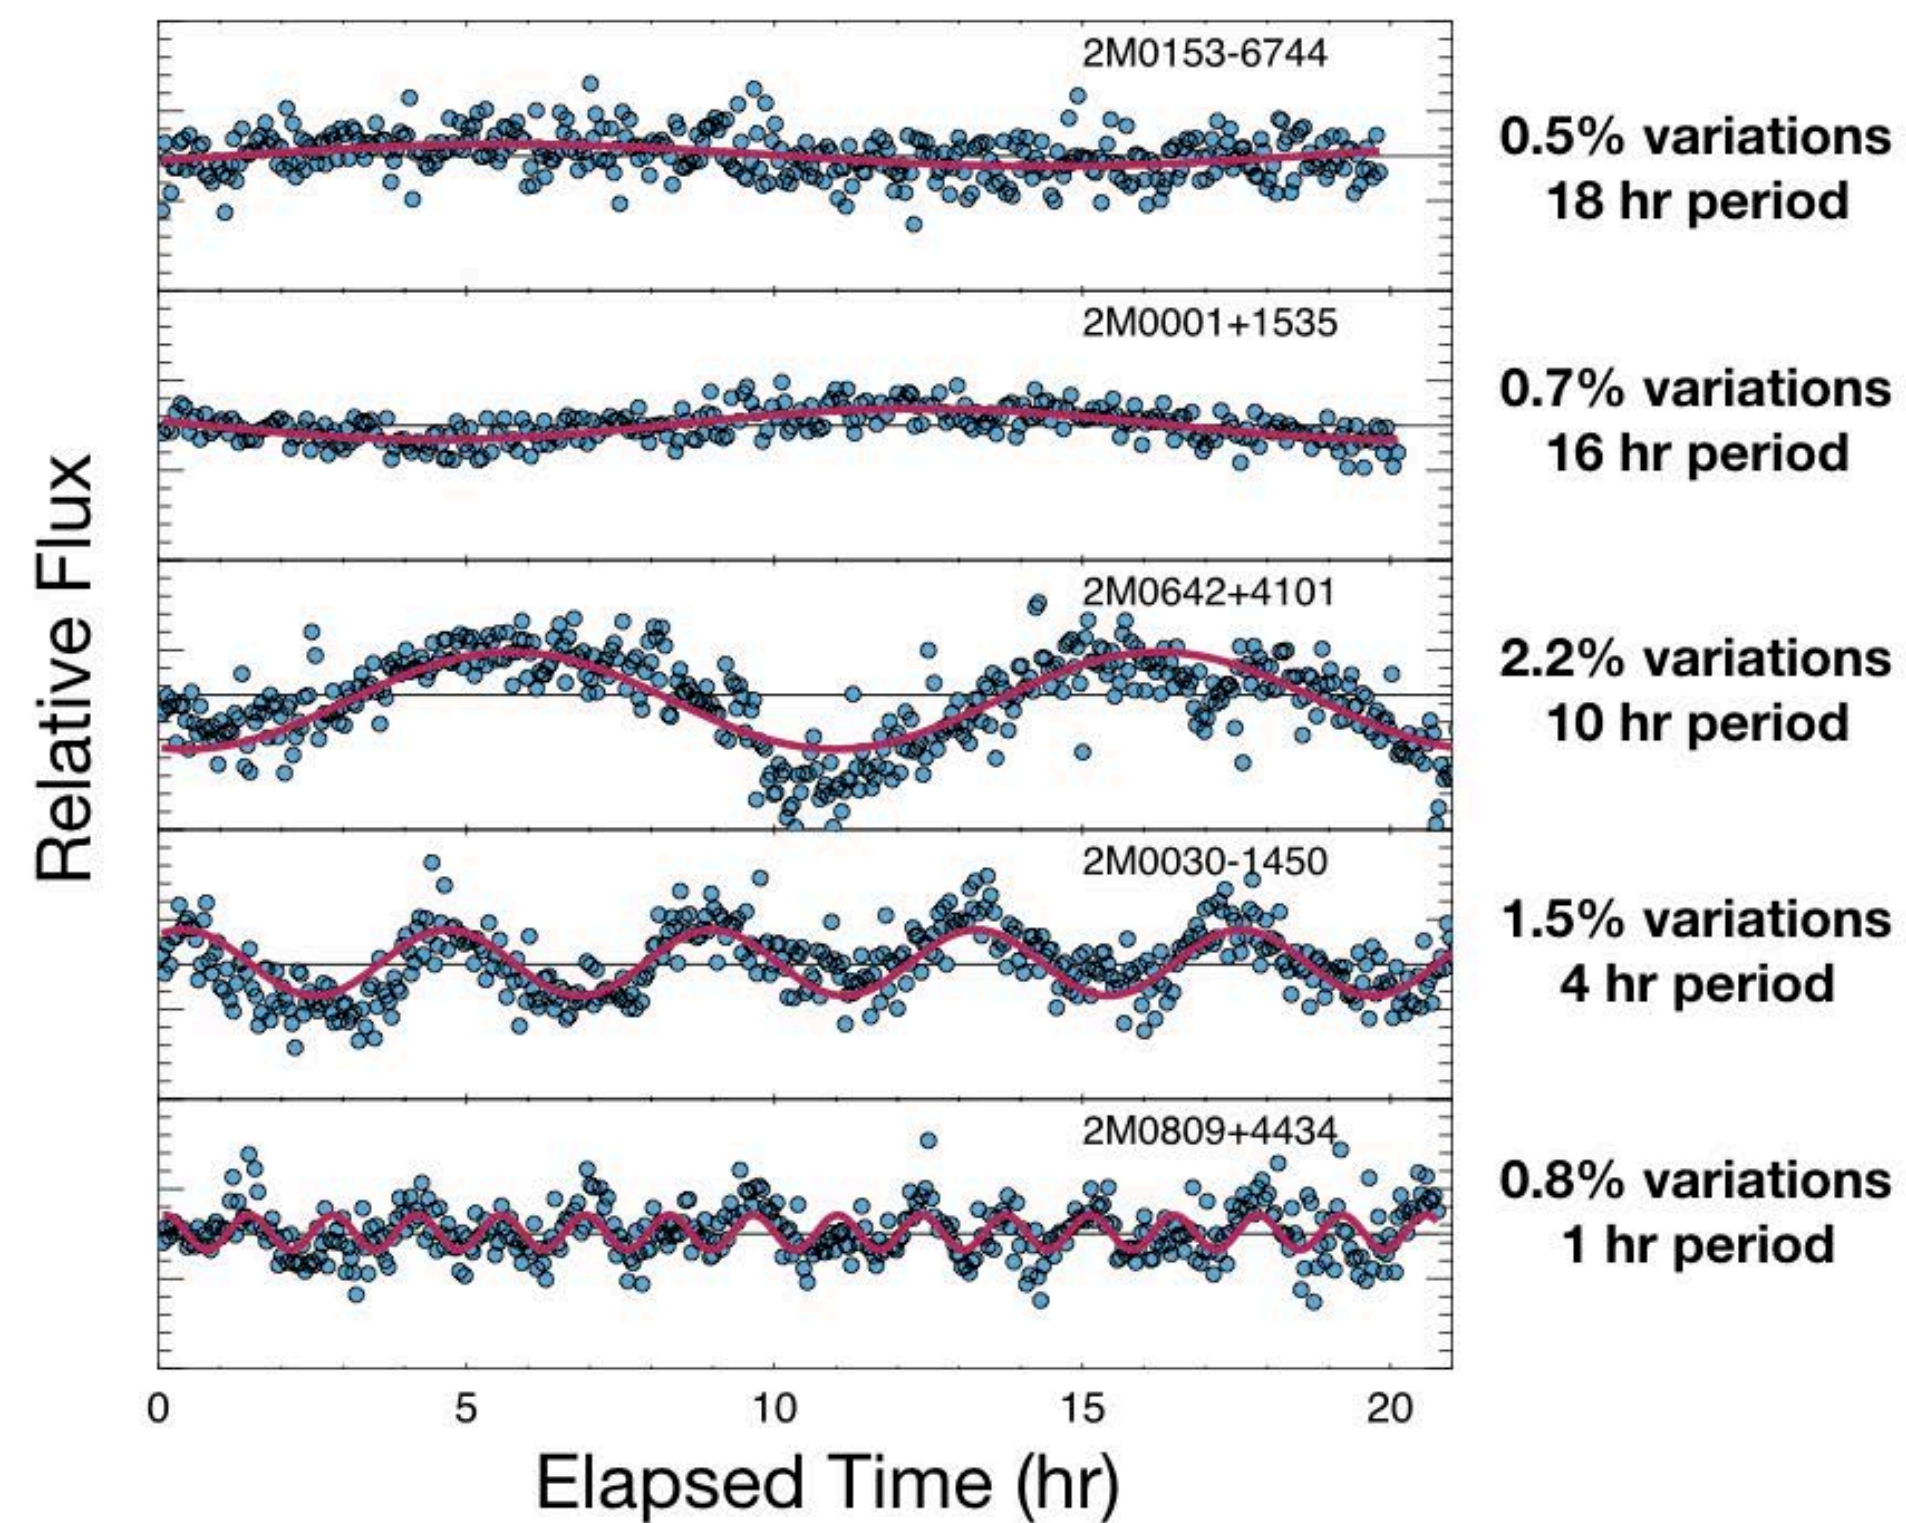 Relative Flux
2M0153-6744
0.5% variations
18 hr period
2M0001+1535
0.7% variations
16 hr period
2M0642+4101
2.2% variations
10 hr period
2M0030-1450
1.5% variations
4 hr period
2M0809+4434
0.8% variations
1 hr period
0 5 10 15 20
Elapsed Time (hr)